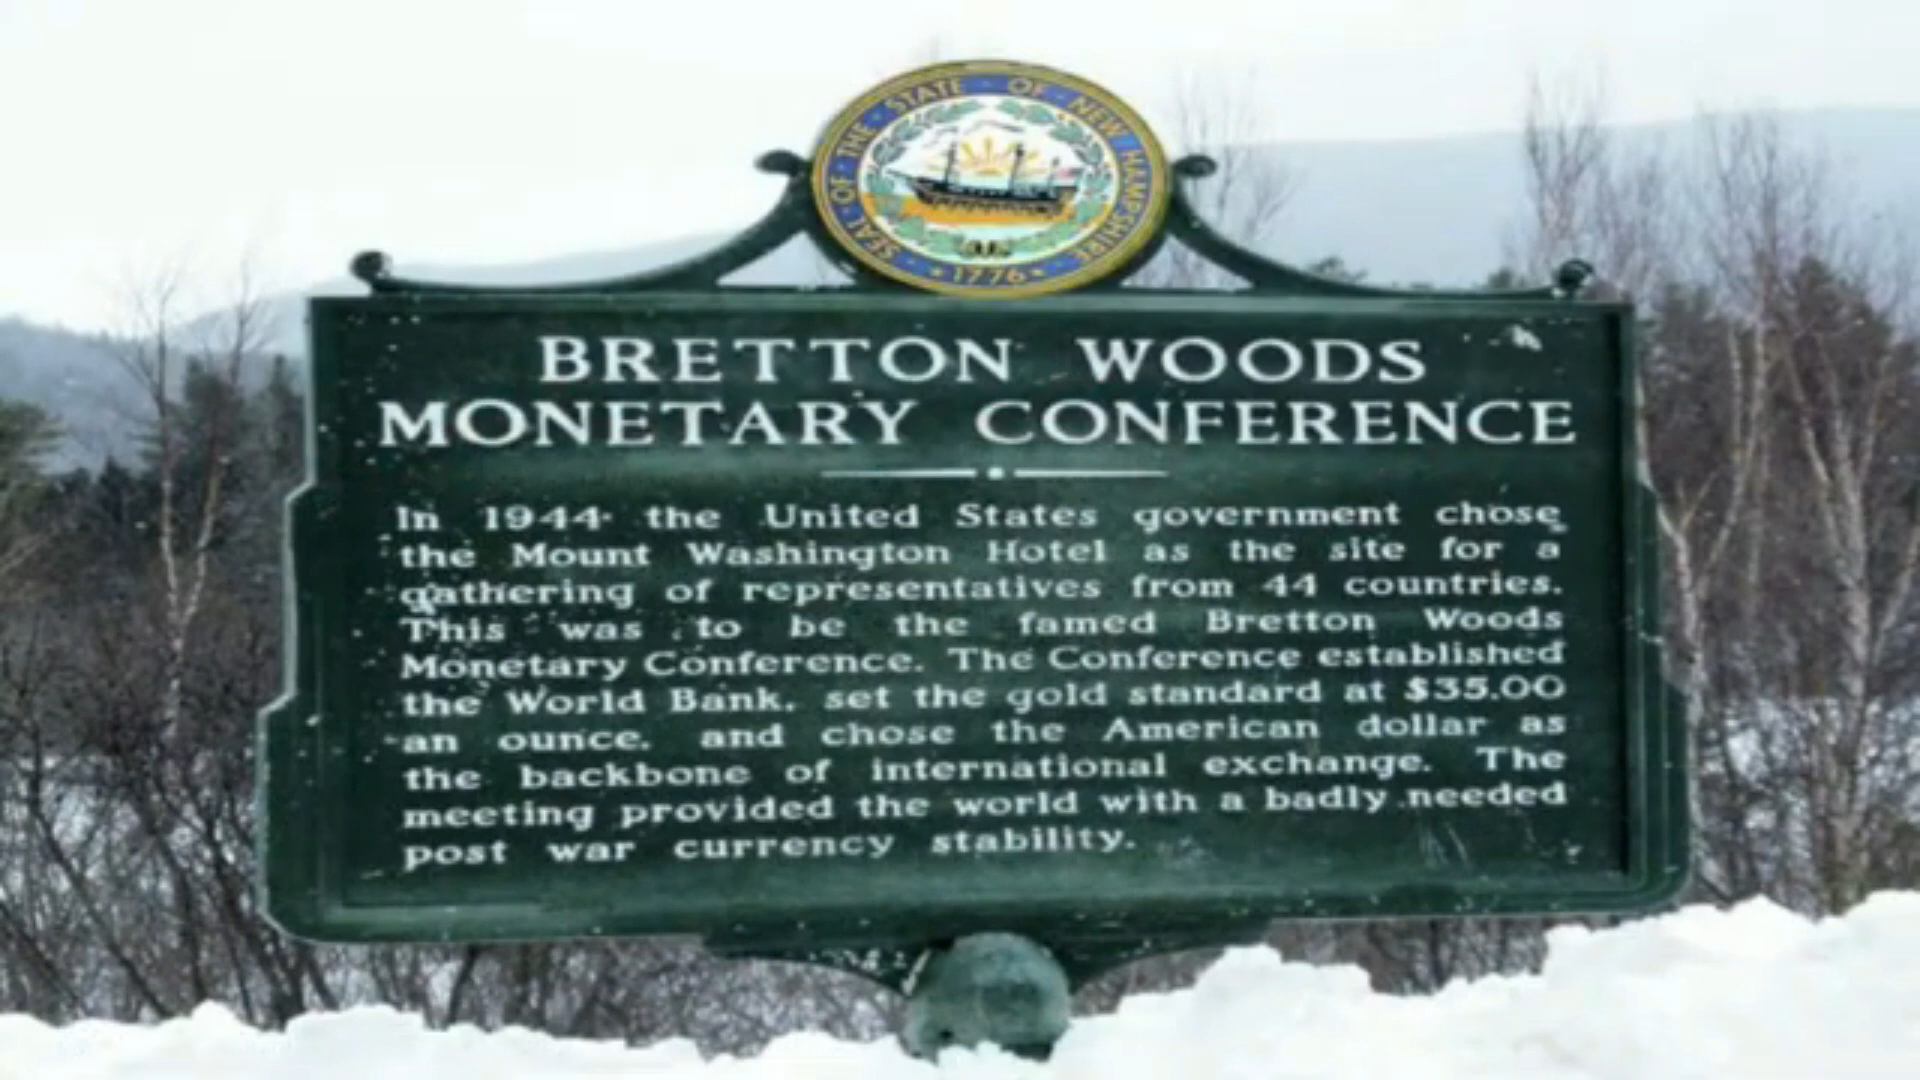 SEAL · OF · THE · STATE · OF · NEW HAMPSHIRE
· 1776 ·
BRETTON WOODS
MONETARY CONFERENCE
In 1944 the United States government chose
the Mount Washington Hotel as the site for a
gathering of representatives from 44 countries.
This was to be the famed Bretton Woods
Monetary Conference. The Conference established
the World Bank, set the gold standard at $35.00
an ounce, and chose the American dollar as
the backbone of international exchange. The
meeting provided the world with a badly needed
post war currency stability.